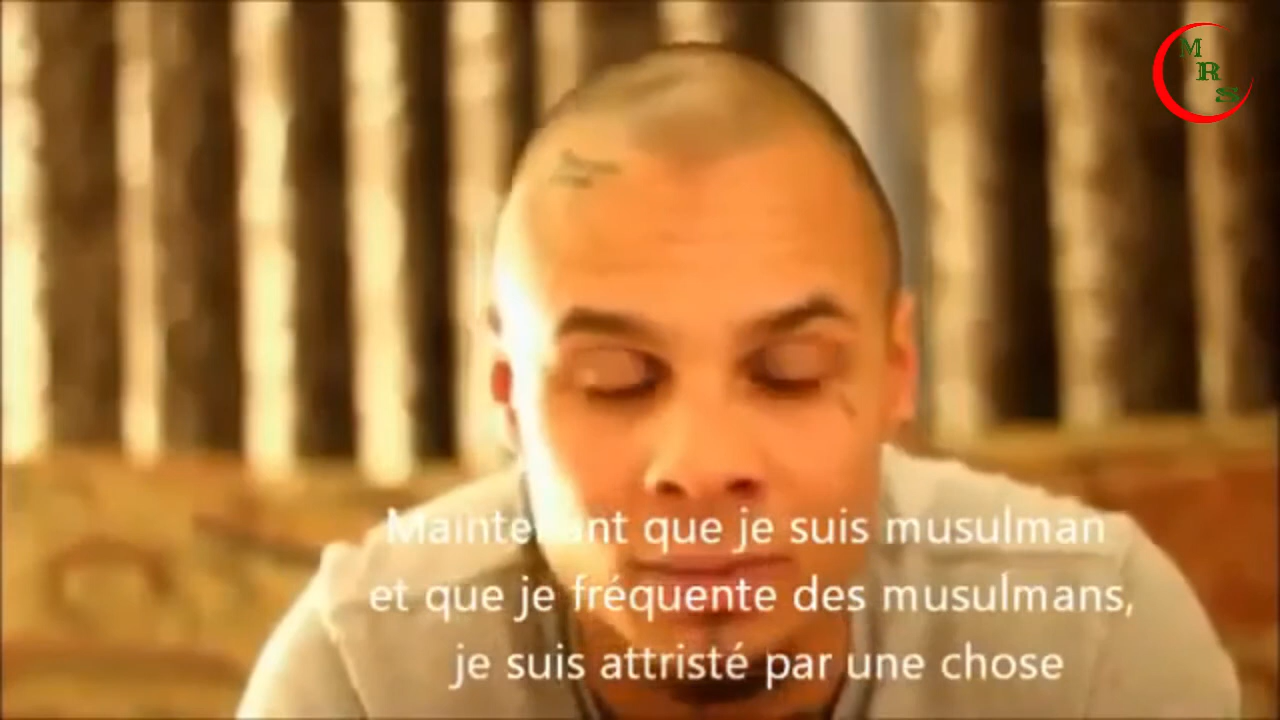 M
R
S
Maintenant que je suis musulman
et que je fréquente des musulmans,
je suis attristé par une chose